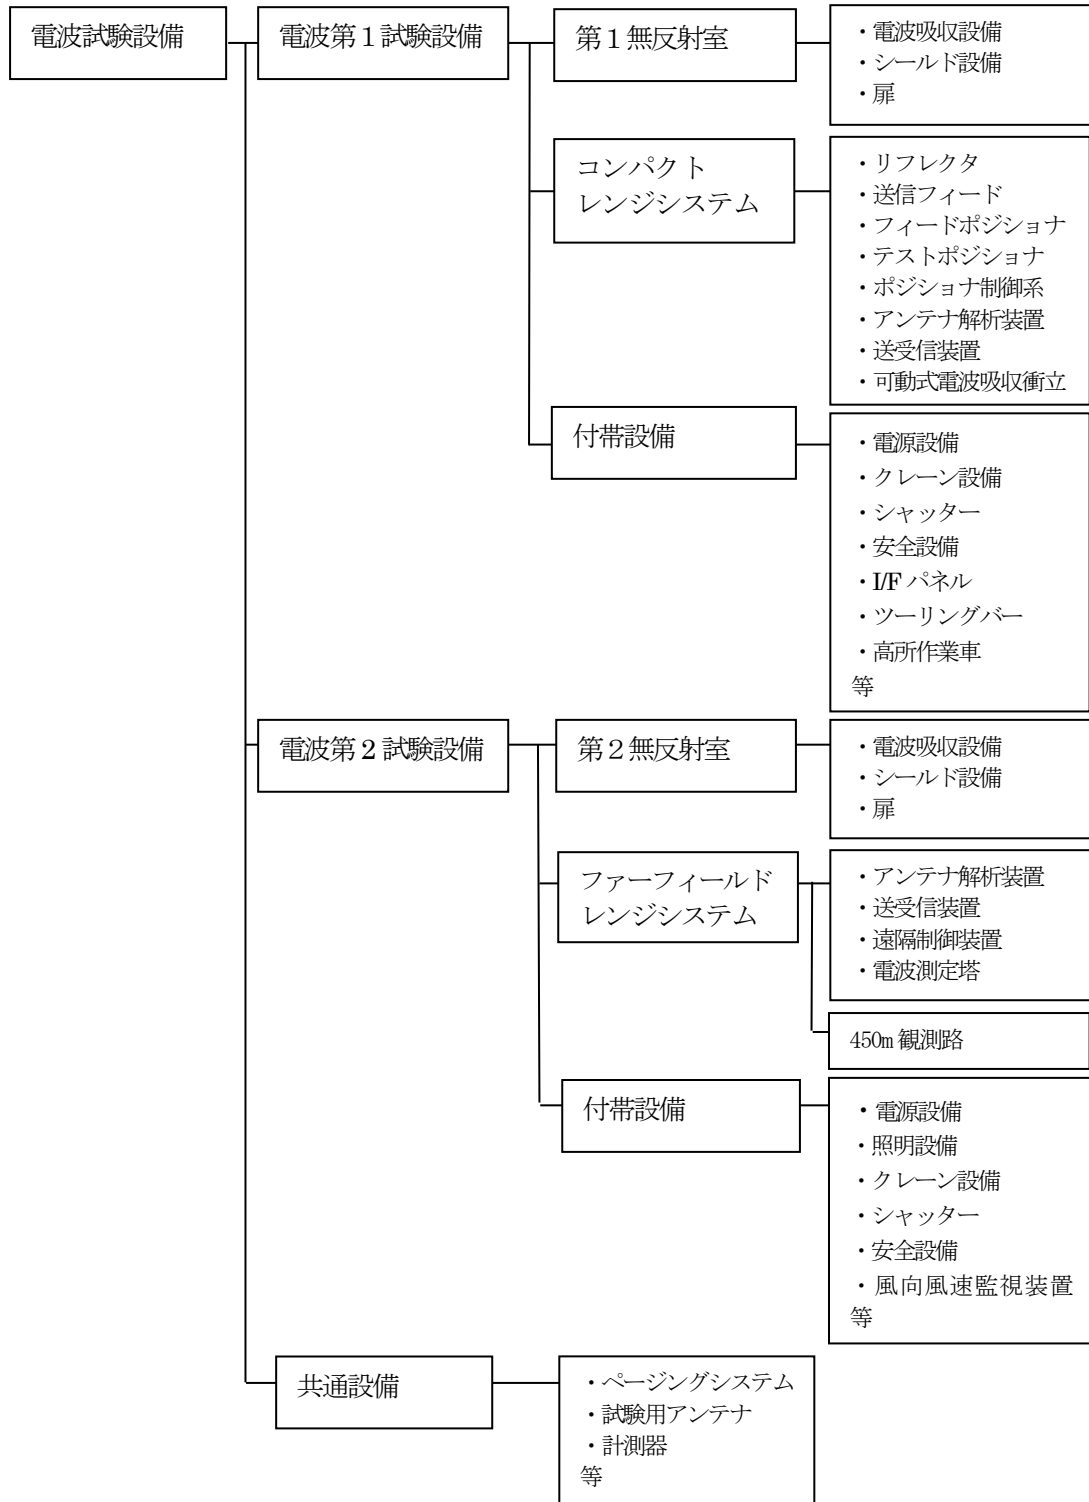 電波試験設備
電波第１試験設備
第１無反射室
・電波吸収設備
・シールド設備
・扉
コンパクト
レンジシステム
・リフレクタ
・送信フィード
・フィードポジショナ
・テストポジショナ
・ポジショナ制御系
・アンテナ解析装置
・送受信装置
・可動式電波吸収衝立
付帯設備
・電源設備
・クレーン設備
・シャッター
・安全設備
・I/F パネル
・ツーリングバー
・高所作業車
等
電波第２試験設備
第２無反射室
・電波吸収設備
・シールド設備
・扉
ファーフィールド
レンジシステム
・アンテナ解析装置
・送受信装置
・遠隔制御装置
・電波測定塔
450m 観測路
付帯設備
・電源設備
・照明設備
・クレーン設備
・シャッター
・安全設備
・風向風速監視装置
等
共通設備
・ページングシステム
・試験用アンテナ
・計測器
等